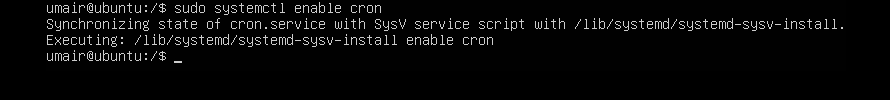 umair@ubuntu:/$ sudo systemctl enable cron
Synchronizing state of cron.service with SysV service script with /lib/systemd/systemd-sysv-install.
Executing: /lib/systemd/systemd-sysv-install enable cron
umair@ubuntu:/$ _